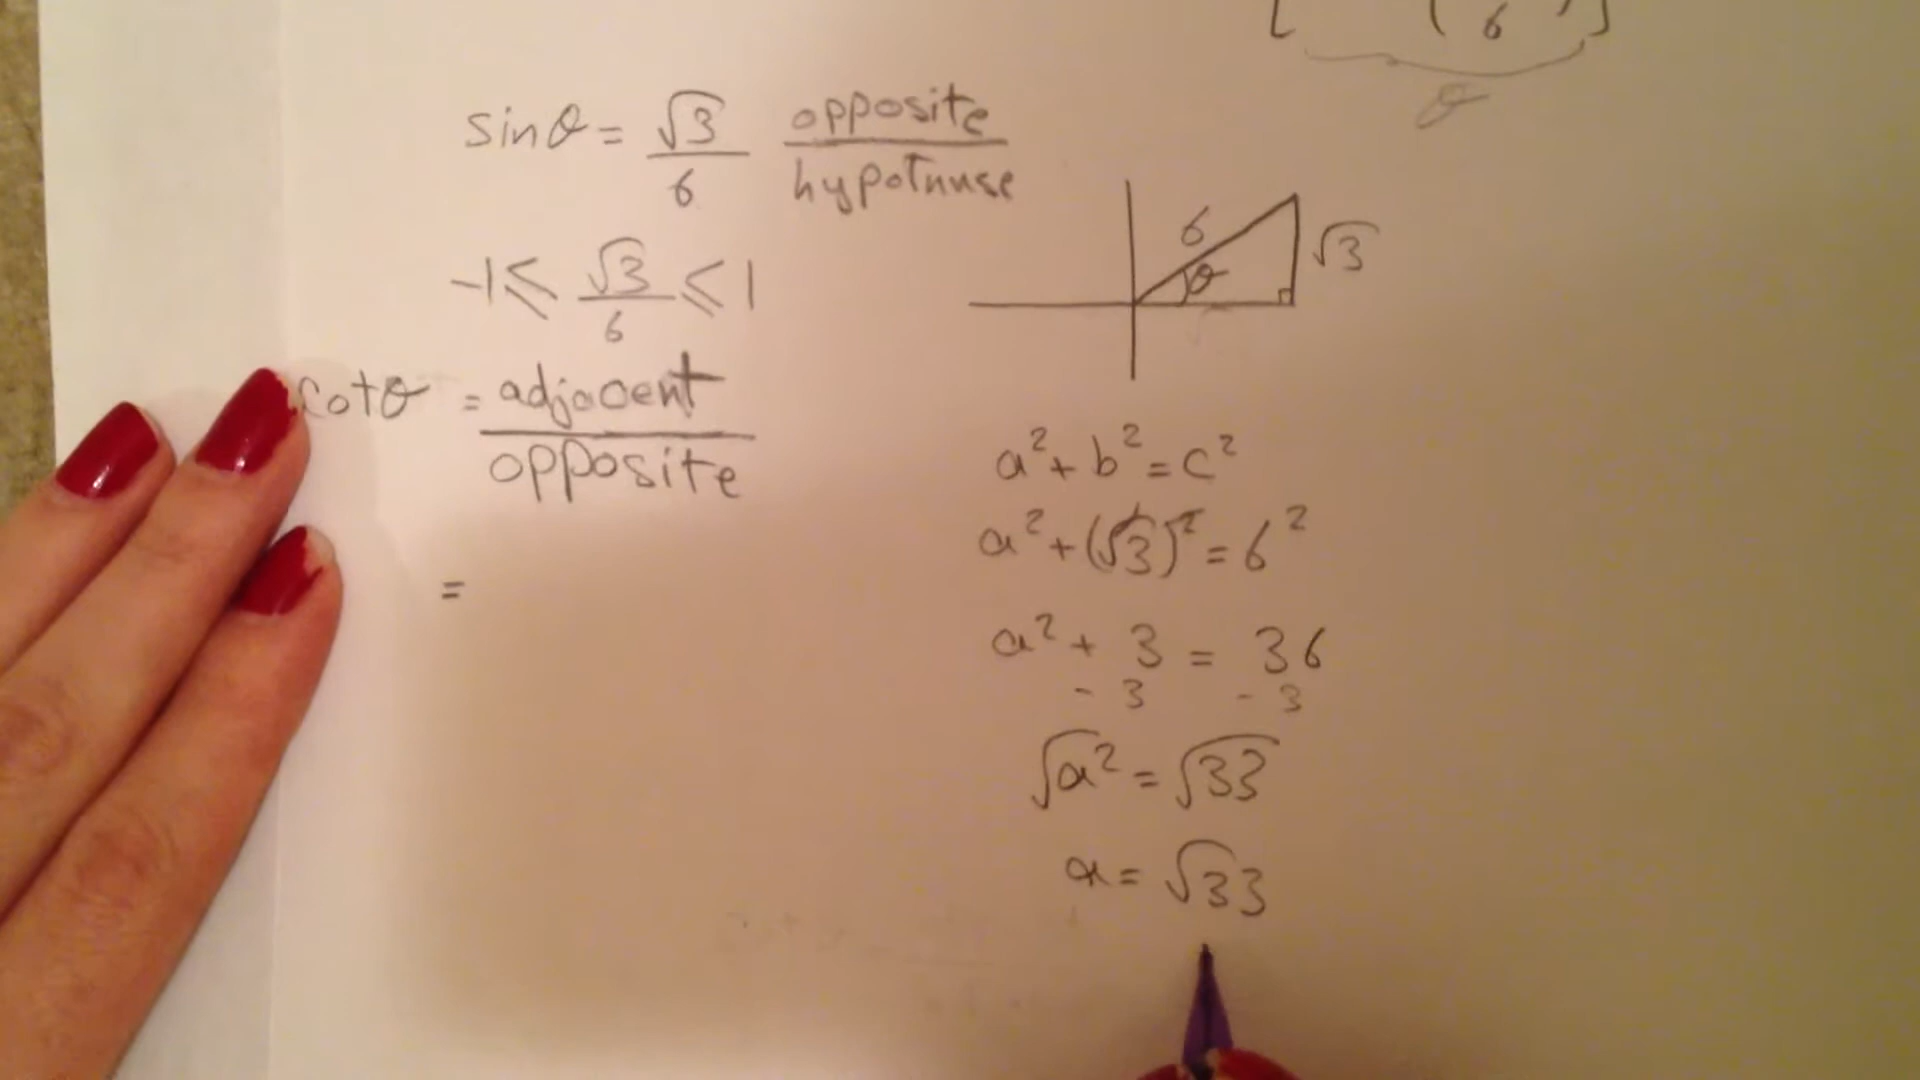 6
θ
sinθ = √3/6 opposite/hypotnuse
-1 ≤ √3/6 ≤ 1
6 √3
θ
cotθ = adjacent/opposite
=
a² + b² = c²
a² + (√3)² = 6²
a² + 3 = 36
- 3 - 3
√a² = √33
a = √33